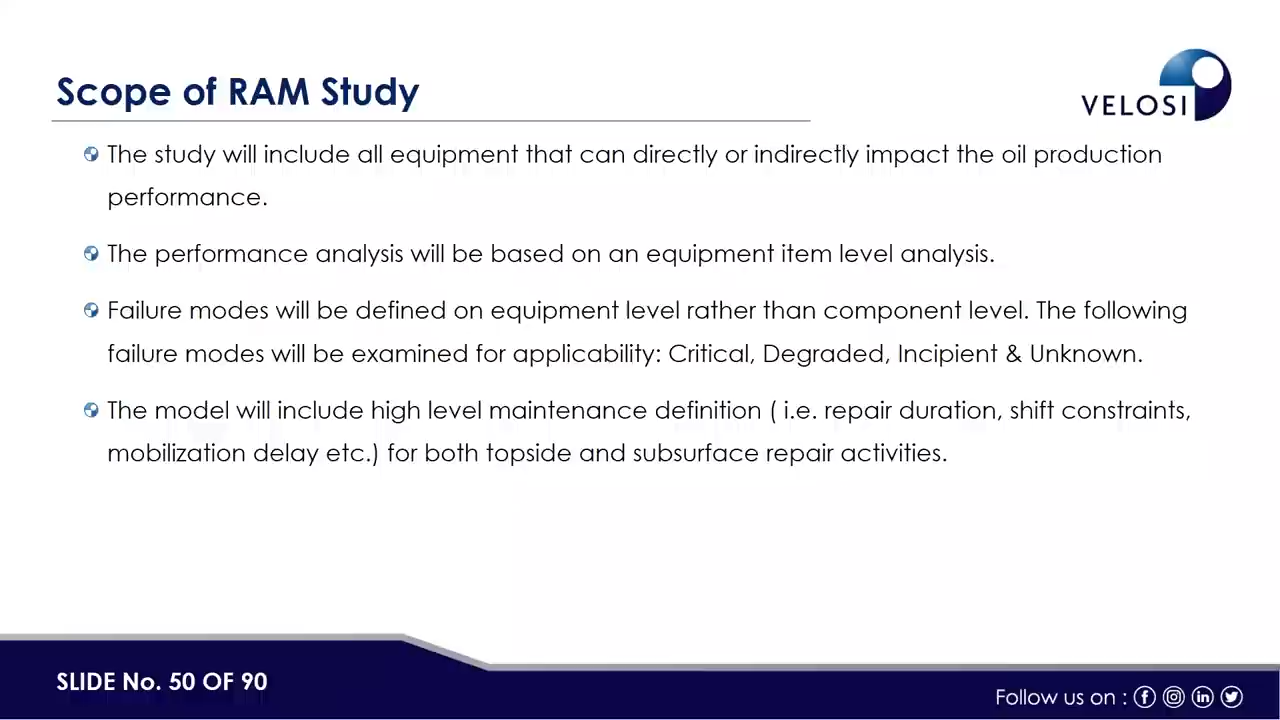 Scope of RAM Study
VELOSI
The study will include all equipment that can directly or indirectly impact the oil production
performance.
The performance analysis will be based on an equipment item level analysis.
Failure modes will be defined on equipment level rather than component level. The following
failure modes will be examined for applicability: Critical, Degraded, Incipient & Unknown.
The model will include high level maintenance definition ( i.e. repair duration, shift constraints,
mobilization delay etc.) for both topside and subsurface repair activities.
SLIDE No. 50 OF 90
Follow us on :